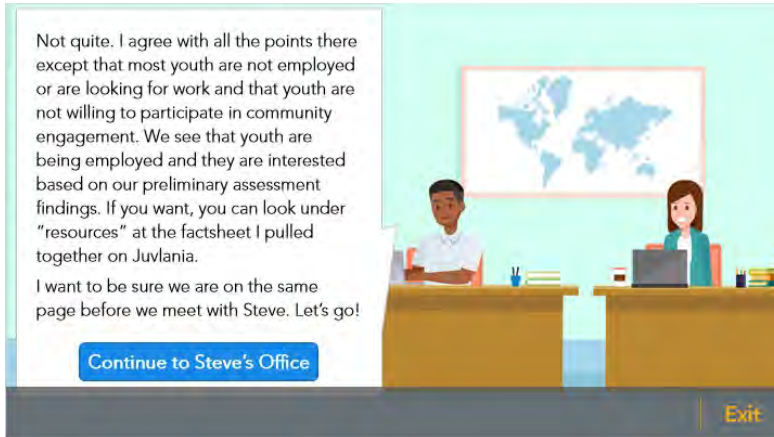 Not quite. I agree with all the points there
except that most youth are not employed
or are looking for work and that youth are
not willing to participate in community
engagement. We see that youth are
being employed and they are interested
based on our preliminary assessment
findings. If you want, you can look under
"resources" at the factsheet I pulled
together on Juvlania.
I want to be sure we are on the same
page before we meet with Steve. Let's go!
Continue to Steve's Office
Exit